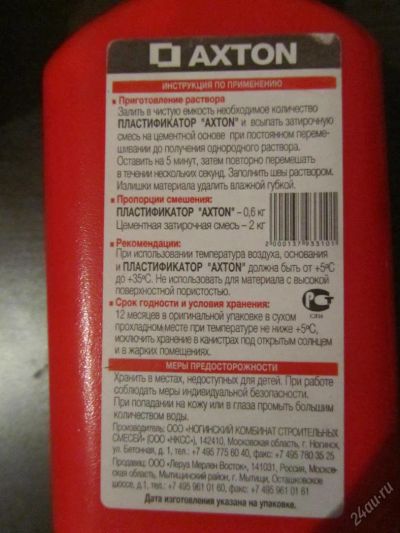 AXTON
ИНСТРУКЦИЯ ПО ПРИМЕНЕНИЮ
• Приготовление раствора
Залить в чистую емкость необходимое количество
ПЛАСТИФИКАТОР "AXTON" и всыпать затирочную
смесь на цементной основе при постоянном переме-
шивании до получения однородного раствора.
Оставить на 5 минут, затем повторно перемешать
в течении нескольких секунд. Заполнить швы раствором.
Излишки материала удалить влажной губкой.
• Пропорции смешения:
ПЛАСТИФИКАТОР "AXTON" – 0,6 кг
Цементная затирочная смесь – 2 кг
2000137933101
• Рекомендации:
При использовании температура воздуха, основания
и ПЛАСТИФИКАТОР "AXTON" должна быть от +5°С
до +35°С. Не использовать для материала с высокой
поверхностной пористостью.
• Срок годности и условия хранения:
12 месяцев в оригинальной упаковке в сухом
прохладном месте при температуре не ниже +5°С,
исключить хранение в канистрах под открытым солнцем
и в жарких помещениях.
МЕРЫ ПРЕДОСТОРОЖНОСТИ
Хранить в местах, недоступных для детей. При работе
соблюдать меры индивидуальной безопасности.
При попадании на кожу или в глаза промыть большим
количеством воды.
Производитель: ООО «НОГИНСКИЙ КОМБИНАТ СТРОИТЕЛЬНЫХ
СМЕСЕЙ» (ООО «НКСС»), 142410, Московская область, г. Ногинск,
ул. Бетонная, д. 1, тел.: +7 495 775 80 40, факс: +7 495 780 35 25
Продавец: ООО «Леруа Мерлен Восток», 141031, Россия, Москов-
ская область, Мытищинский район, г. Мытищи, Осташковское
шоссе, д.1, тел.: +7 495 961 01 60, факс: +7 495 961 01 61
Дата изготовления указана на упаковке.
24au.ru